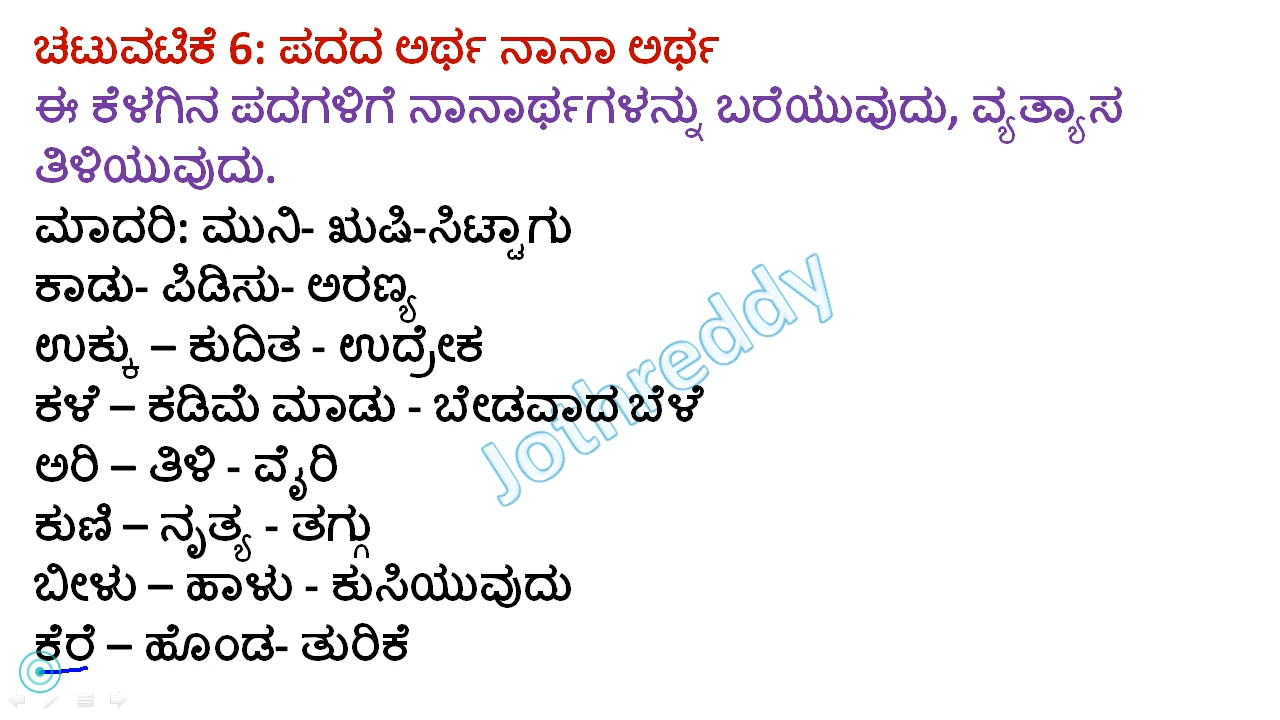 ಚಟುವಟಿಕೆ 6: ಪದದ ಅರ್ಥ ನಾನಾ ಅರ್ಥ
ಈ ಕೆಳಗಿನ ಪದಗಳಿಗೆ ನಾನಾರ್ಥಗಳನ್ನು ಬರೆಯುವುದು, ವ್ಯತ್ಯಾಸ
ತಿಳಿಯುವುದು.
ಮಾದರಿ: ಮುನಿ- ಋಷಿ-ಸಿಟ್ಟಾಗು
ಕಾಡು- ಪಿಡಿಸು- ಅರಣ್ಯ
ಉಕ್ಕು – ಕುದಿತ - ಉದ್ರೇಕ
ಕಳೆ – ಕಡಿಮೆ ಮಾಡು - ಬೇಡವಾದ ಬೆಳೆ
ಅರಿ – ತಿಳಿ - ವೈರಿ
ಕುಣಿ – ನೃತ್ಯ - ತಗ್ಗು
ಬೀಳು – ಹಾಳು - ಕುಸಿಯುವುದು
ಕೆರೆ – ಹೊಂಡ- ತುರಿಕೆ
Jothreddy